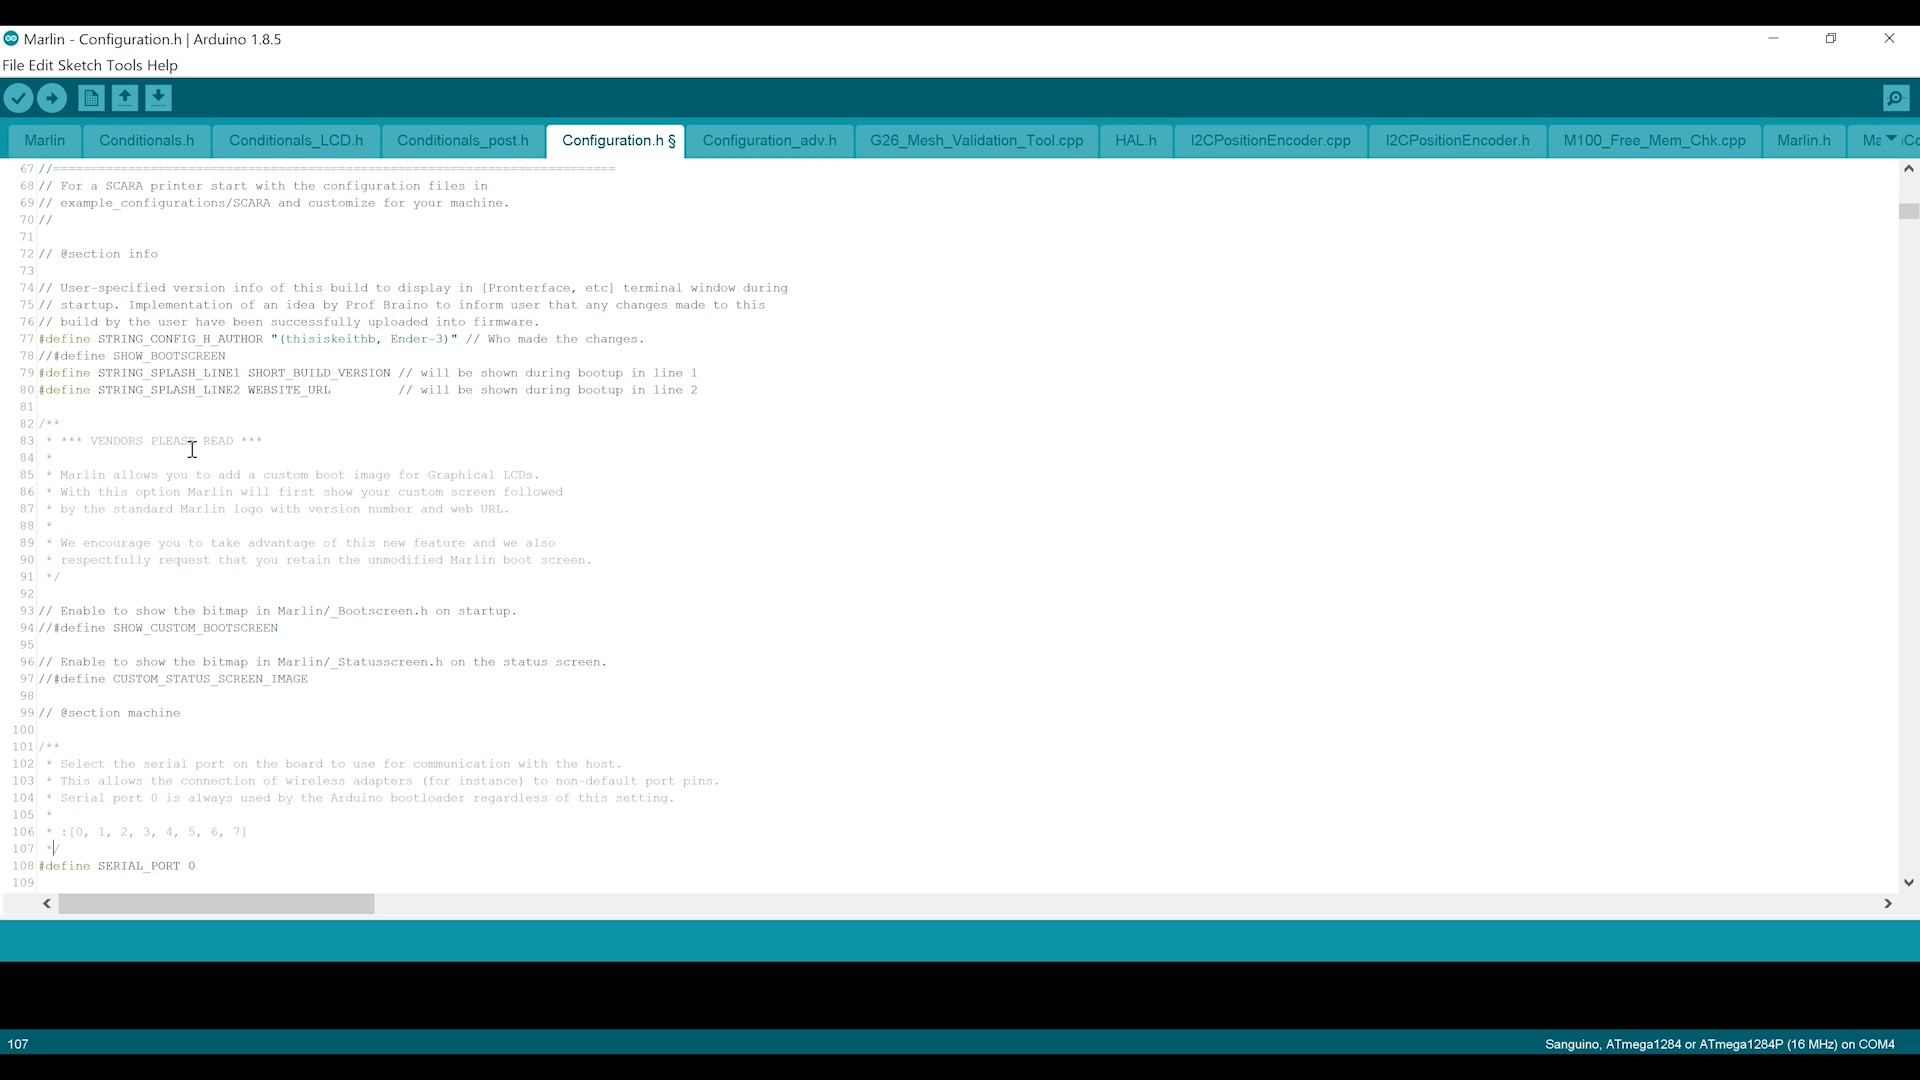 Marlin - Configuration.h | Arduino 1.8.5
File Edit Sketch Tools Help
Marlin Conditionals.h Conditionals_LCD.h Conditionals_post.h Configuration.h § Configuration_adv.h G26_Mesh_Validation_Tool.cpp HAL.h I2CPositionEncoder.cpp I2CPositionEncoder.h M100_Free_Mem_Chk.cpp Marlin.h
67 //==============================================================================
68 // For a SCARA printer start with the configuration files in
69 // example_configurations/SCARA and customize for your machine.
70 //
71
72 // @section info
73
74 // User-specified version info of this build to display in [Pronterface, etc] terminal window during
75 // startup. Implementation of an idea by Prof Braino to inform user that any changes made to this
76 // build by the user have been successfully uploaded into firmware.
77 #define STRING_CONFIG_H_AUTHOR "(thisiskeithb, Ender-3)" // Who made the changes.
78 //#define SHOW_BOOTSCREEN
79 #define STRING_SPLASH_LINE1 SHORT_BUILD_VERSION // will be shown during bootup in line 1
80 #define STRING_SPLASH_LINE2 WEBSITE_URL         // will be shown during bootup in line 2
81
82 /**
83  * *** VENDORS PLEASE READ ***
84  *
85  * Marlin allows you to add a custom boot image for Graphical LCDs.
86  * With this option Marlin will first show your custom screen followed
87  * by the standard Marlin logo with version number and web URL.
88  *
89  * We encourage you to take advantage of this new feature and we also
90  * respectfully request that you retain the unmodified Marlin boot screen.
91  */
92
93 // Enable to show the bitmap in Marlin/_Bootscreen.h on startup.
94 //#define SHOW_CUSTOM_BOOTSCREEN
95
96 // Enable to show the bitmap in Marlin/_Statusscreen.h on the status screen.
97 //#define CUSTOM_STATUS_SCREEN_IMAGE
98
99 // @section machine
100
101 /**
102  * Select the serial port on the board to use for communication with the host.
103  * This allows the connection of wireless adapters (for instance) to non-default port pins.
104  * Serial port 0 is always used by the Arduino bootloader regardless of this setting.
105  *
106  * :[0, 1, 2, 3, 4, 5, 6, 7]
107  */
108 #define SERIAL_PORT 0
109
107 Sanguino, ATmega1284 or ATmega1284P (16 MHz) on COM4